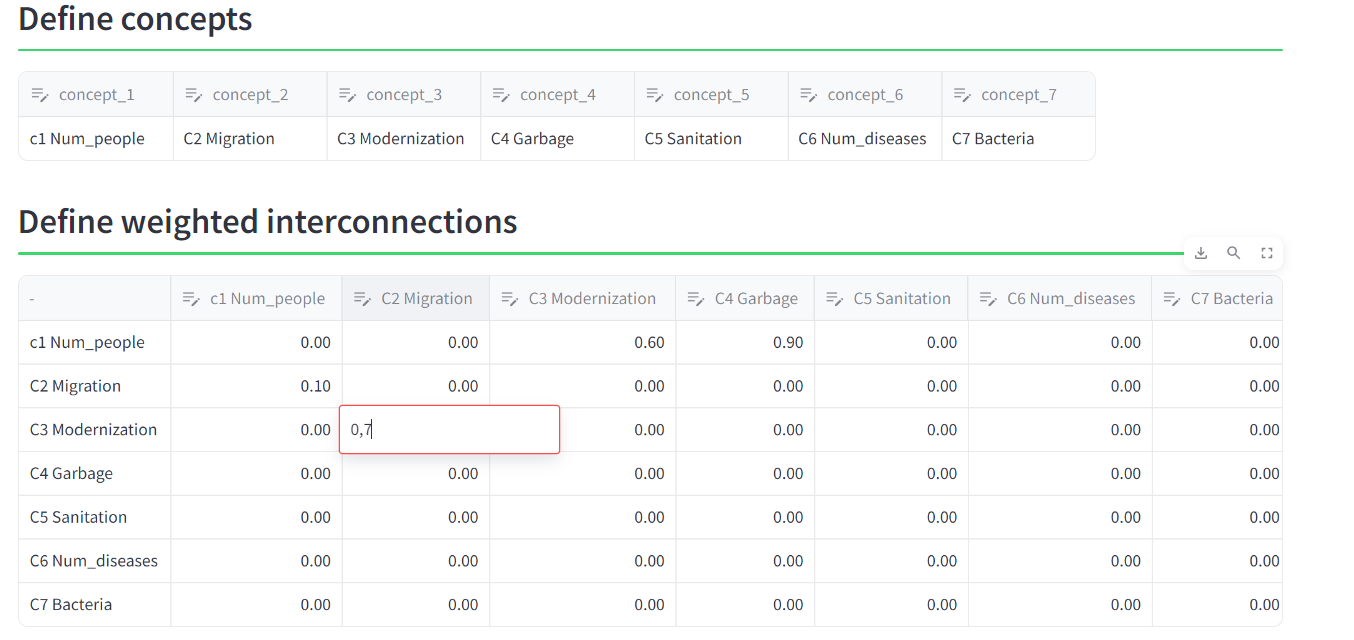 Define concepts
concept_1 concept_2 concept_3 concept_4 concept_5 concept_6 concept_7
c1 Num_people C2 Migration C3 Modernization C4 Garbage C5 Sanitation C6 Num_diseases C7 Bacteria
Define weighted interconnections
- c1 Num_people C2 Migration C3 Modernization C4 Garbage C5 Sanitation C6 Num_diseases C7 Bacteria
c1 Num_people 0.00 0.00 0.60 0.90 0.00 0.00 0.00
C2 Migration 0.10 0.00 0.00 0.00 0.00 0.00 0.00
C3 Modernization 0.00 0,7 0.00 0.00 0.00 0.00 0.00
C4 Garbage 0.00 0.00 0.00 0.00 0.00 0.00 0.00
C5 Sanitation 0.00 0.00 0.00 0.00 0.00 0.00 0.00
C6 Num_diseases 0.00 0.00 0.00 0.00 0.00 0.00 0.00
C7 Bacteria 0.00 0.00 0.00 0.00 0.00 0.00 0.00